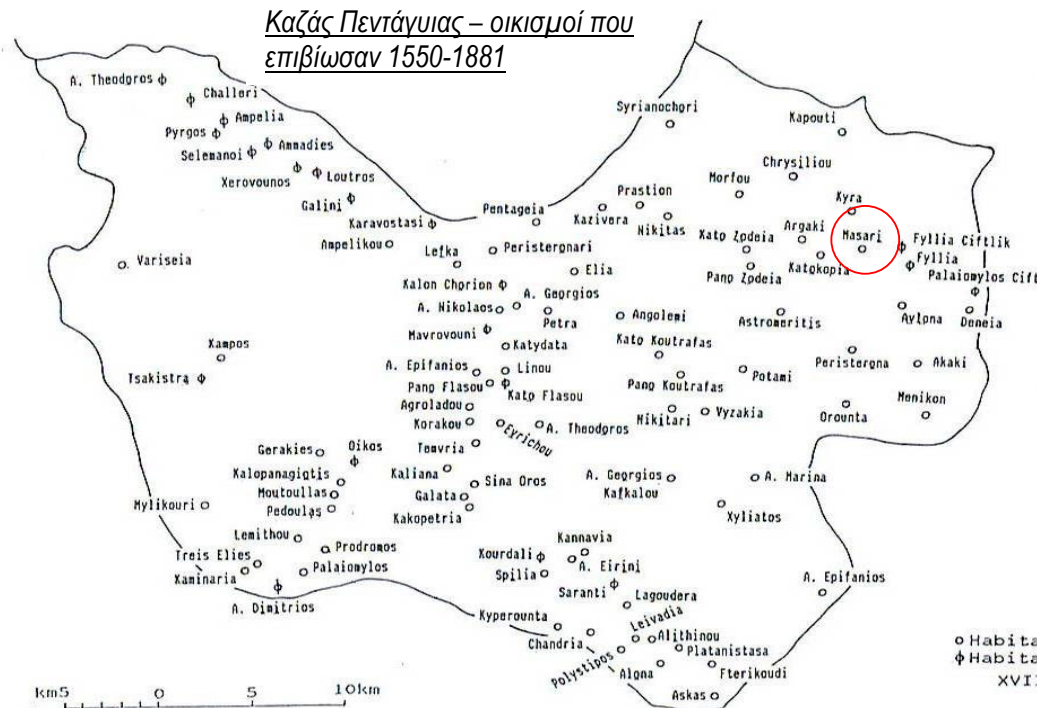 Καζάς Πεντάγυιας – οικισμοί που
επιβίωσαν 1550-1881
A. Theodoros
Challeri
Ampelia
Pyrgos
Ammadies
Selemanoi
Xerovounos
Loutros
Galini
Karavostasi
Pentageia
Syrianochori
Kapouti
Chrysiliou
Morfou
Prastion
Kazivera
Nikitas
Kyra
Argaki
Masari
Fyllia Ciftlik
Fyllia
Kato Zodeia
Katokopia
Palaiomylos Cift
Pano Zodeia
Variseia
Ampelikou
Lefka
Peristeronari
Elia
Kalon Chorion
A. Georgios
A. Nikolaos
Petra
Angolemi
Astromeritis
Avlona
Deneia
Mavrovouni
Katydata
Kato Koutrafas
Peristerona
Akaki
Kampos
Tsakistra
A. Epifanios
Linou
Pano Flasou
Kato Flasou
Pano Koutrafas
Potami
Agroladou
Korakou
Eyrichou
A. Theodoros
Nikitari
Vyzakia
Orounta
Menikon
Temvria
Gerakies
Oikos
Kalopanagiotis
Kaliana
Sina Oros
A. Georgios
Kafkalou
A. Marina
Moutoullas
Galata
Mylikouri
Pedoulas
Kakopetria
Xyliatos
Lemithou
Prodromos
Treis Elies
Kaminaria
Palaiomylos
A. Dimitrios
Kannavia
Kourdali
A. Eirini
Spilia
Saranti
Lagoudera
A. Epifanios
Kyperounta
Leivadia
Chandria
Alithinou
Platanistasa
Polystipos
Alona
Fterikoudi
Askas
Habita
Habita
XVII
km5 0 5 10km